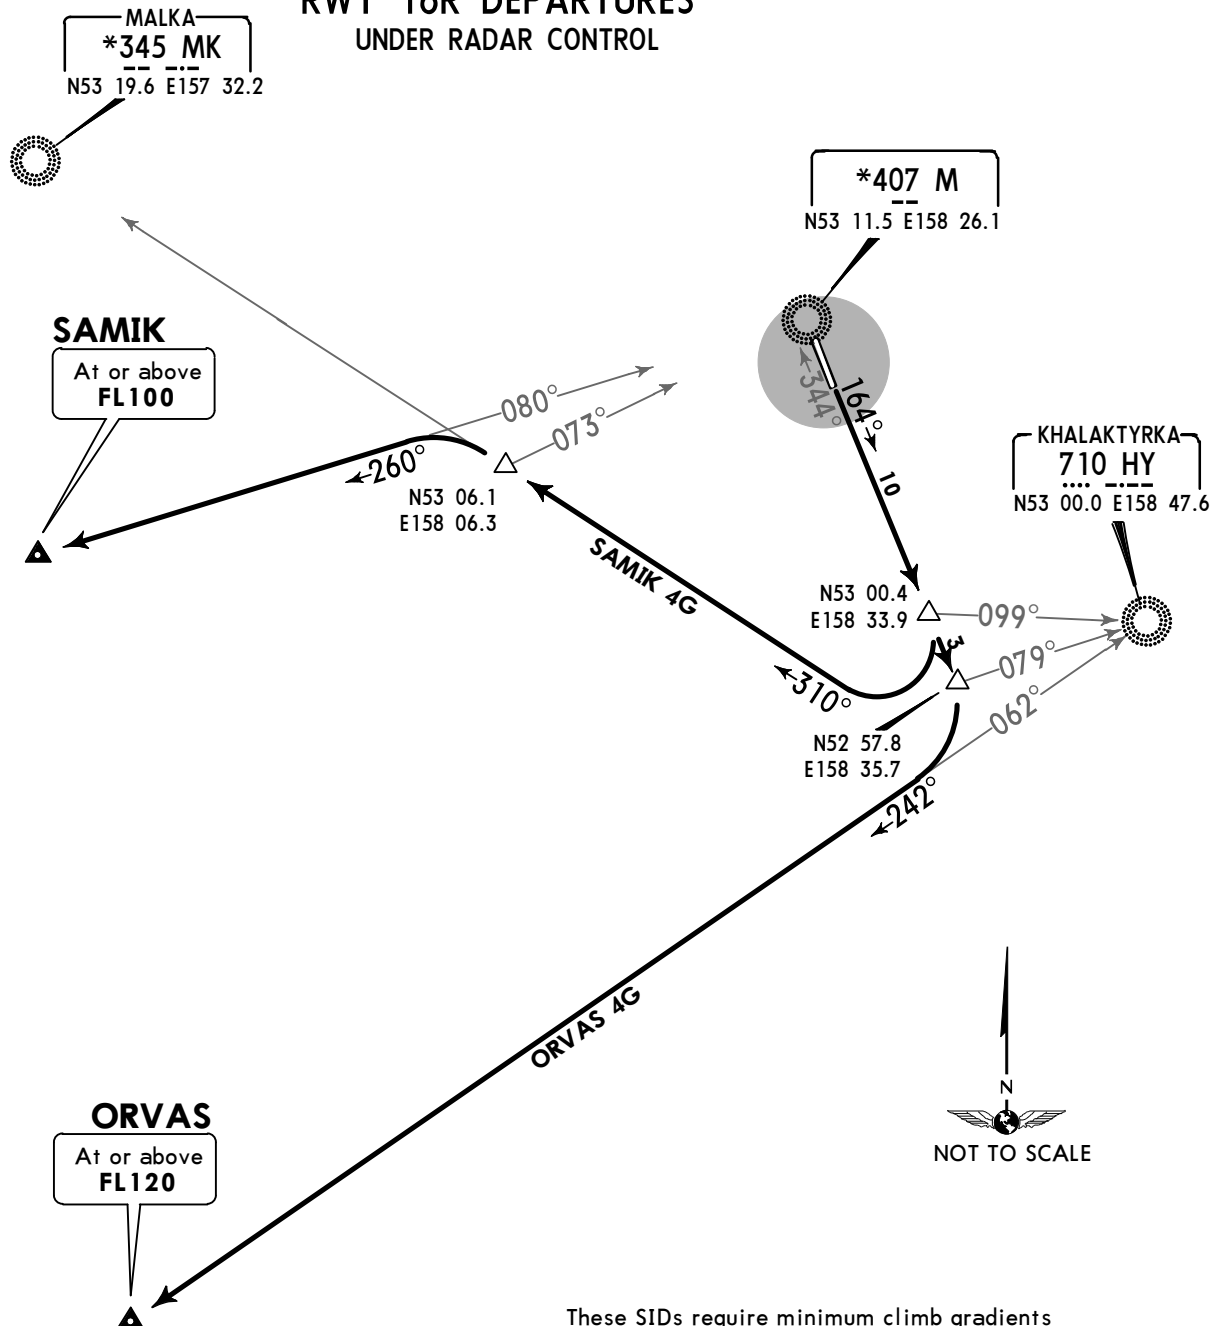 RWY 16R DEPARTURES
UNDER RADAR CONTROL
MALKA
*345 MK
N53 19.6 E157 32.2
*407 M
N53 11.5 E158 26.1
SAMIK
At or above
FL100
080°
073°
260°
344°
164°
10
N53 06.1
E158 06.3
KHALAKTYRKA
710 HY
N53 00.0 E158 47.6
SAMIK 4G
N53 00.4
E158 33.9
099°
3
079°
062°
310°
N52 57.8
E158 35.7
242°
ORVAS 4G
ORVAS
At or above
FL120
N
NOT TO SCALE
These SIDs require minimum climb gradients